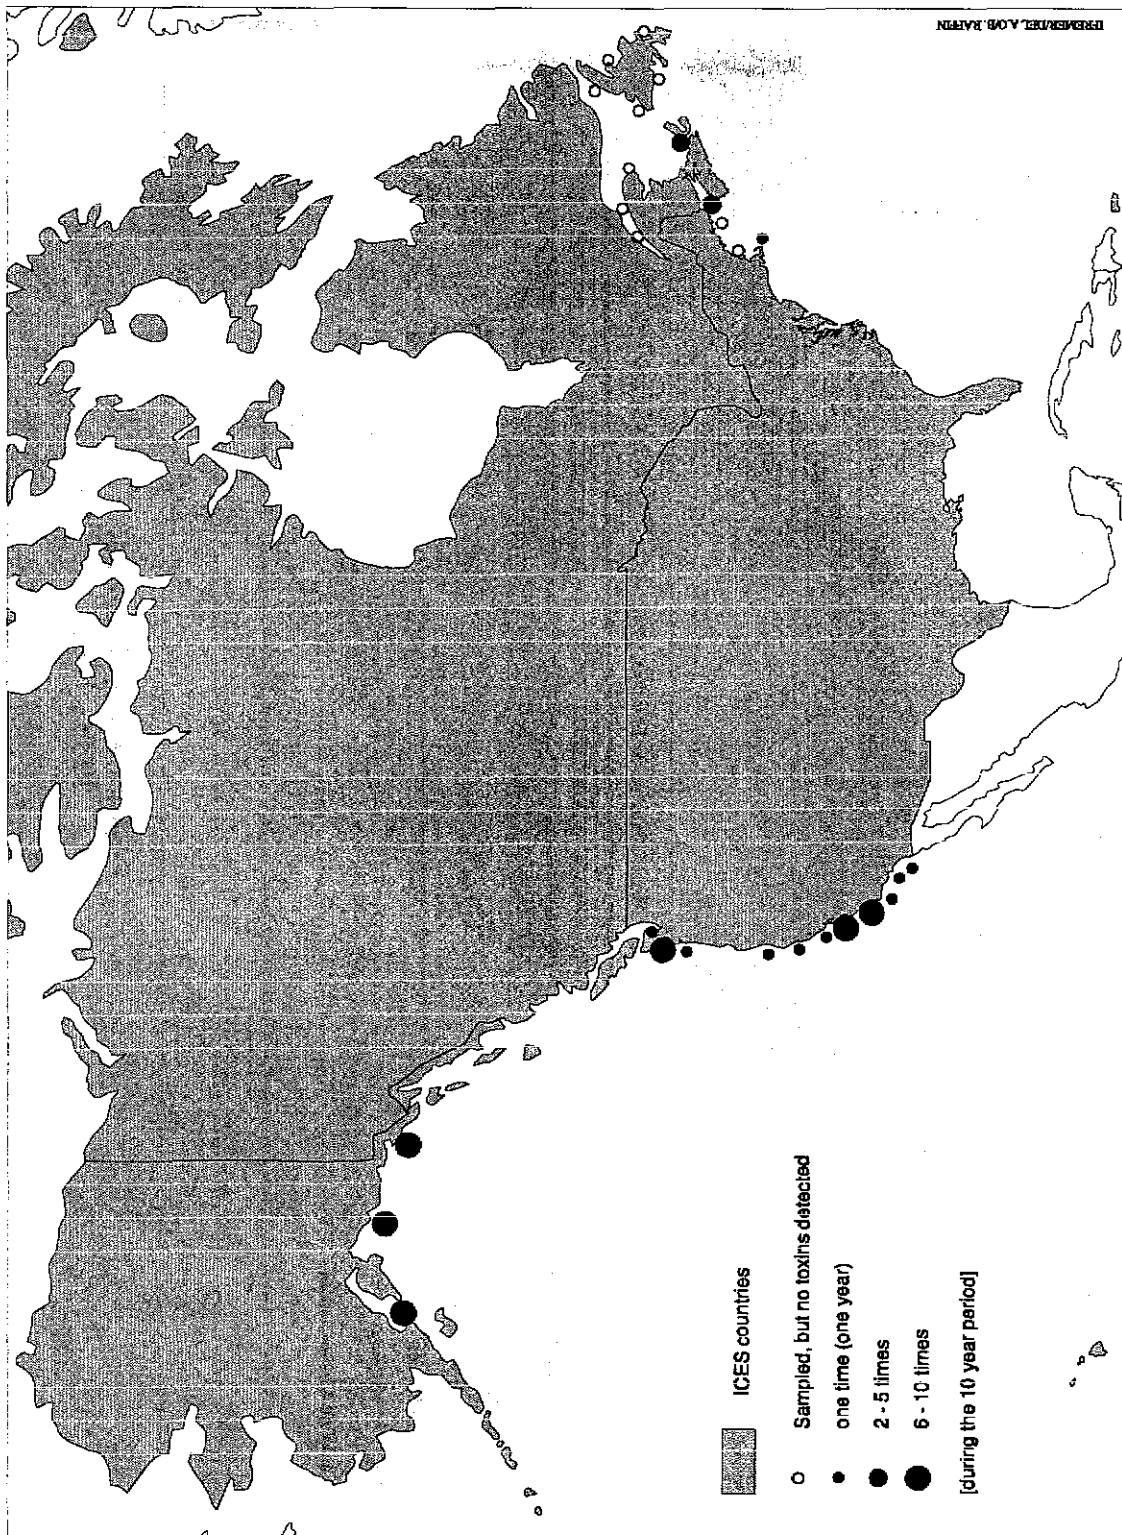 ICES countries
Sampled, but no toxins detected
one time (one year)
2 - 5 times
6 - 10 times
[during the 10 year period]